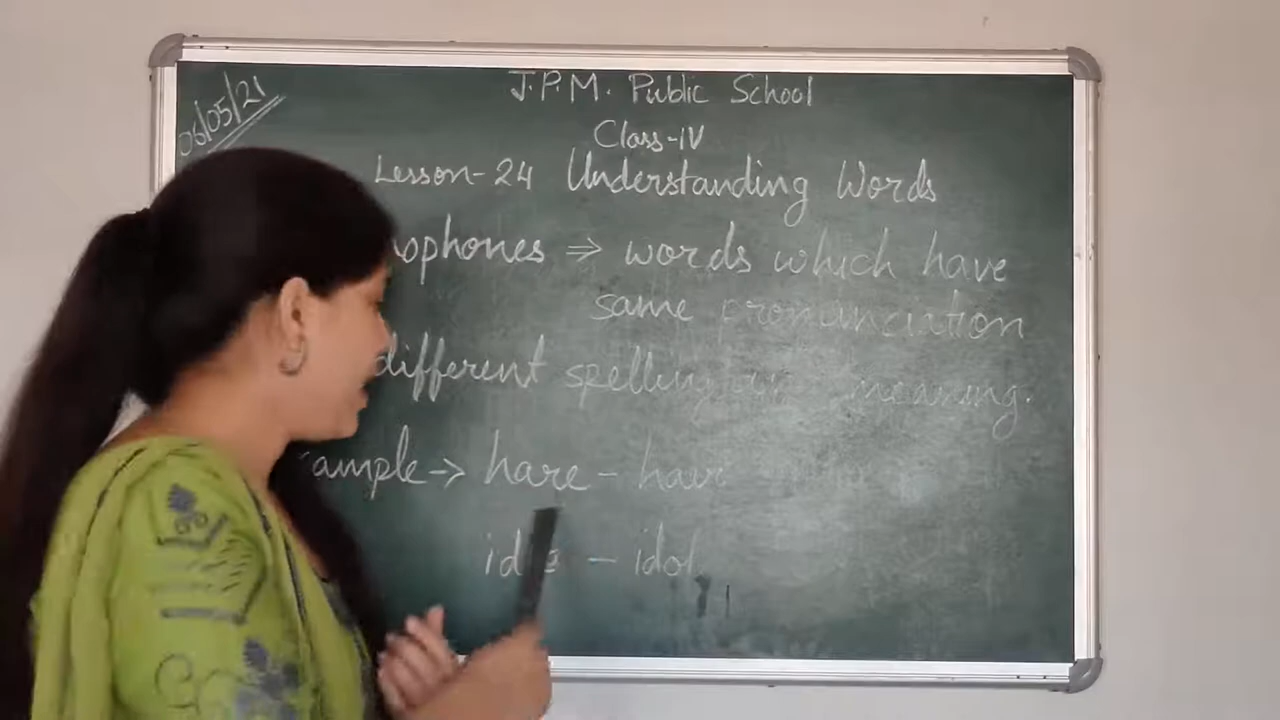 06/05/21
J.P.M. Public School
Class-IV
Lesson-24 Understanding Words
ophones ⇒ words which have
same pronunciation
different spelling meaning.
ample → hare - hair
id e - idol